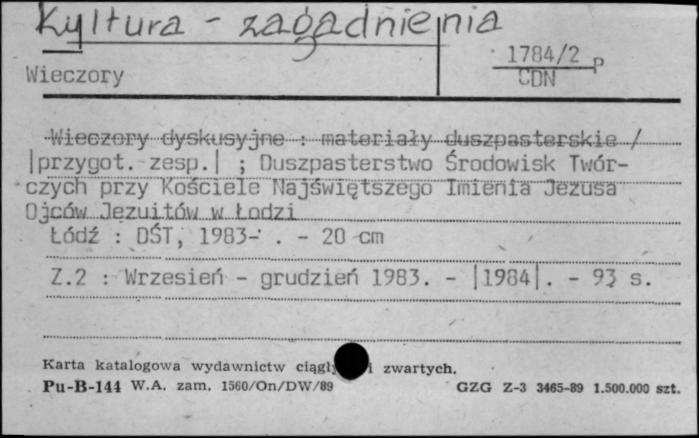 Kultura - zagadnienia
Wieczory
1784/2 p
CDN
Wieczory dyskusyjne : materiały duszpasterskie /
|przygot. zesp.| ; Duszpasterstwo Środowisk Twór-
czych przy Kościele Najświętszego Imienia Jezusa
Ojców Jezuitów w Łodzi
Łódź : DŚT, 1983- . - 20 cm
Z.2 : Wrzesień - grudzień 1983. - |1984|. - 93 s.
Karta katalogowa wydawnictw zwartych.
Pu-B-144 W.A. zam. 1560/On/DW/89
GZG Z-3 3465-89 1.500.000 szt.